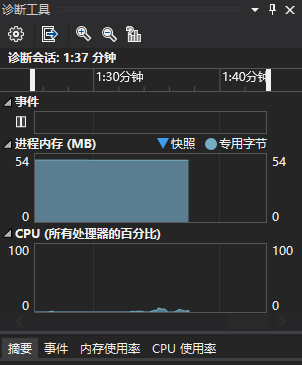 诊断工具
诊断会话: 1:37 分钟
1:30分钟 1:40分钟
事件
进程内存 (MB) 快照 专用字节
54 54
0 0
CPU (所有处理器的百分比)
100 100
0 0
摘要 事件 内存使用率 CPU 使用率